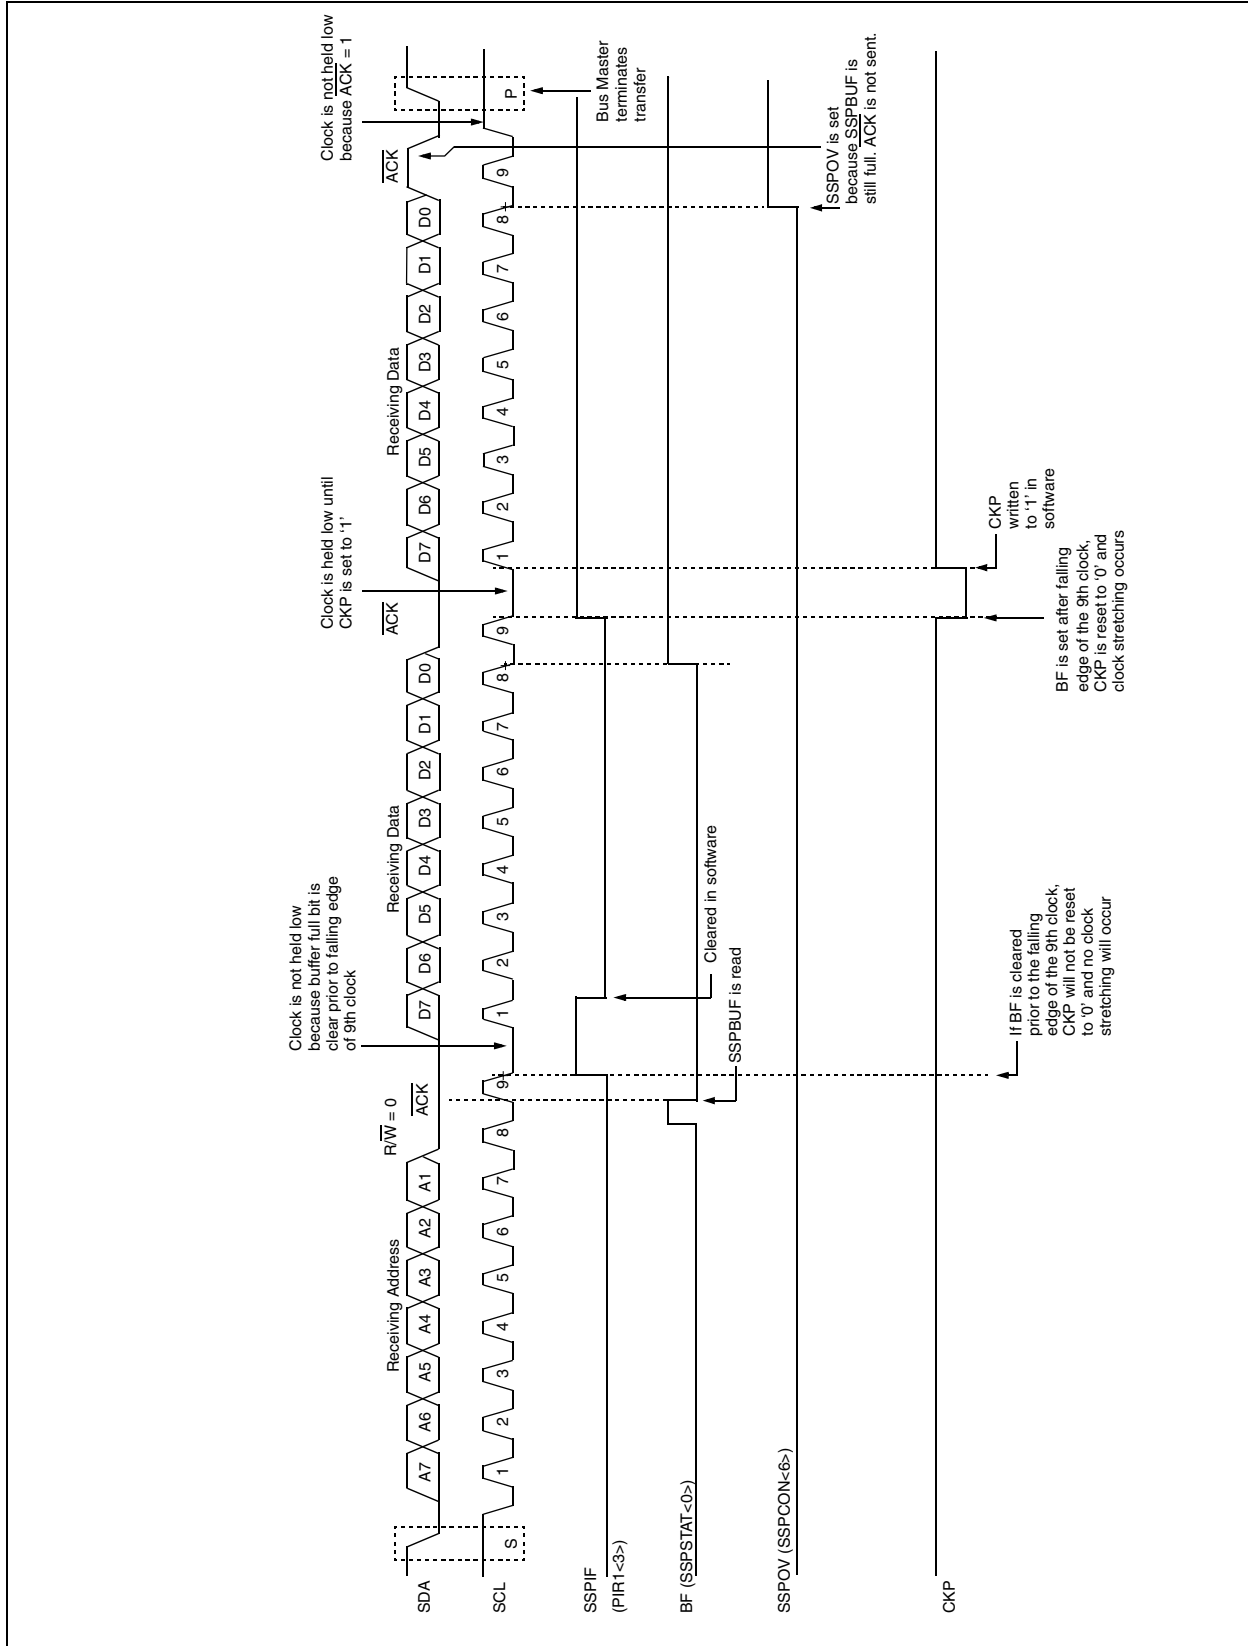 Clock is not held low
because buffer full bit is
clear prior to falling edge
of 9th clock
Clock is held low until
CKP is set to ‘1’
Clock is not held low
because ACK = 1
Receiving Address
R/W = 0
ACK
Receiving Data
ACK
Receiving Data
ACK
SDA
A7 A6 A5 A4 A3 A2 A1
D7 D6 D5 D4 D3 D2 D1 D0
D7 D6 D5 D4 D3 D2 D1 D0
SCL
S
1 2 3 4 5 6 7 8 9
1 2 3 4 5 6 7 8 9
1 2 3 4 5 6 7 8 9
P
SSPIF
(PIR1<3>)
Bus Master
terminates
transfer
Cleared in software
BF (SSPSTAT<0>)
SSPBUF is read
SSPOV (SSPCON<6>)
SSPOV is set
because SSPBUF is
still full. ACK is not sent.
CKP
CKP
written
to ‘1’ in
software
If BF is cleared
prior to the falling
edge of the 9th clock,
CKP will not be reset
to ‘0’ and no clock
stretching will occur
BF is set after falling
edge of the 9th clock,
CKP is reset to ‘0’ and
clock stretching occurs